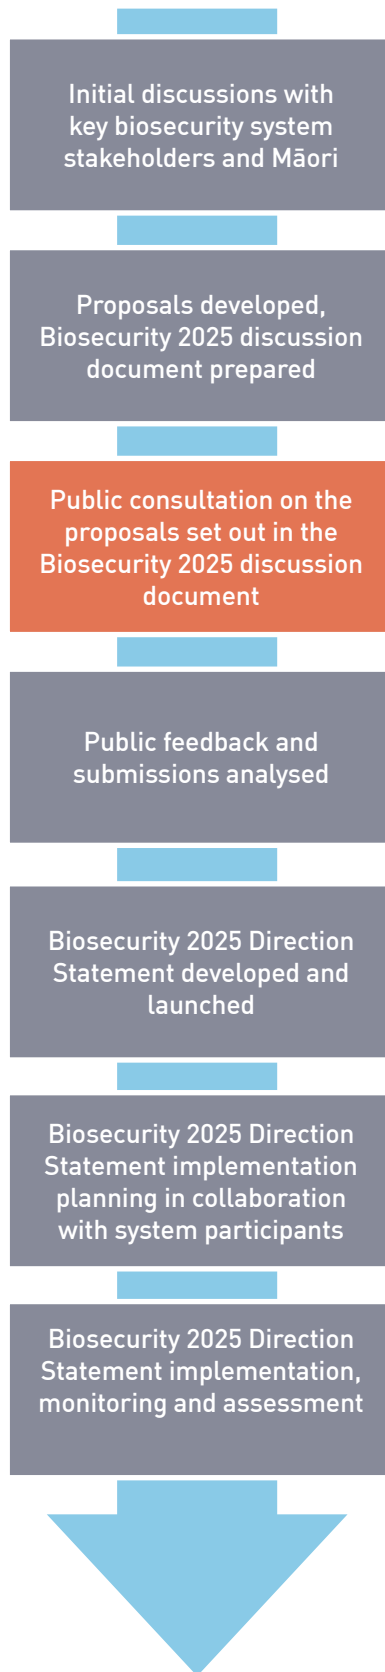 Initial discussions with
key biosecurity system
stakeholders and Māori
Proposals developed,
Biosecurity 2025 discussion
document prepared
Public consultation on the
proposals set out in the
Biosecurity 2025 discussion
document
Public feedback and
submissions analysed
Biosecurity 2025 Direction
Statement developed and
launched
Biosecurity 2025 Direction
Statement implementation
planning in collaboration
with system participants
Biosecurity 2025 Direction
Statement implementation,
monitoring and assessment